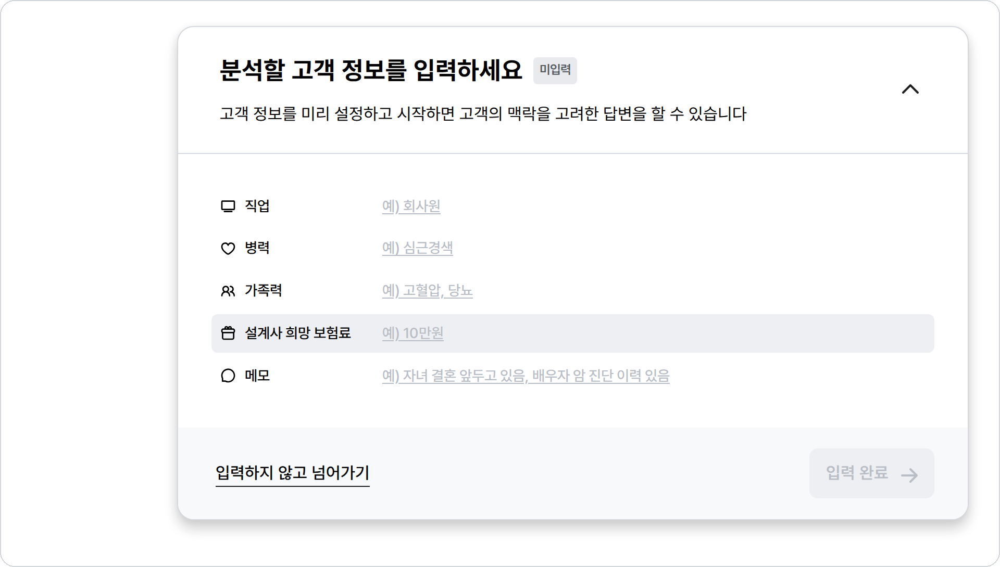 분석할 고객 정보를 입력하세요 미입력
고객 정보를 미리 설정하고 시작하면 고객의 맥락을 고려한 답변을 할 수 있습니다
직업 예) 회사원
병력 예) 심근경색
가족력 예) 고혈압, 당뇨
설계사 희망 보험료 예) 10만원
메모 예) 자녀 결혼 앞두고 있음, 배우자 암 진단 이력 있음
입력하지 않고 넘어가기 입력 완료